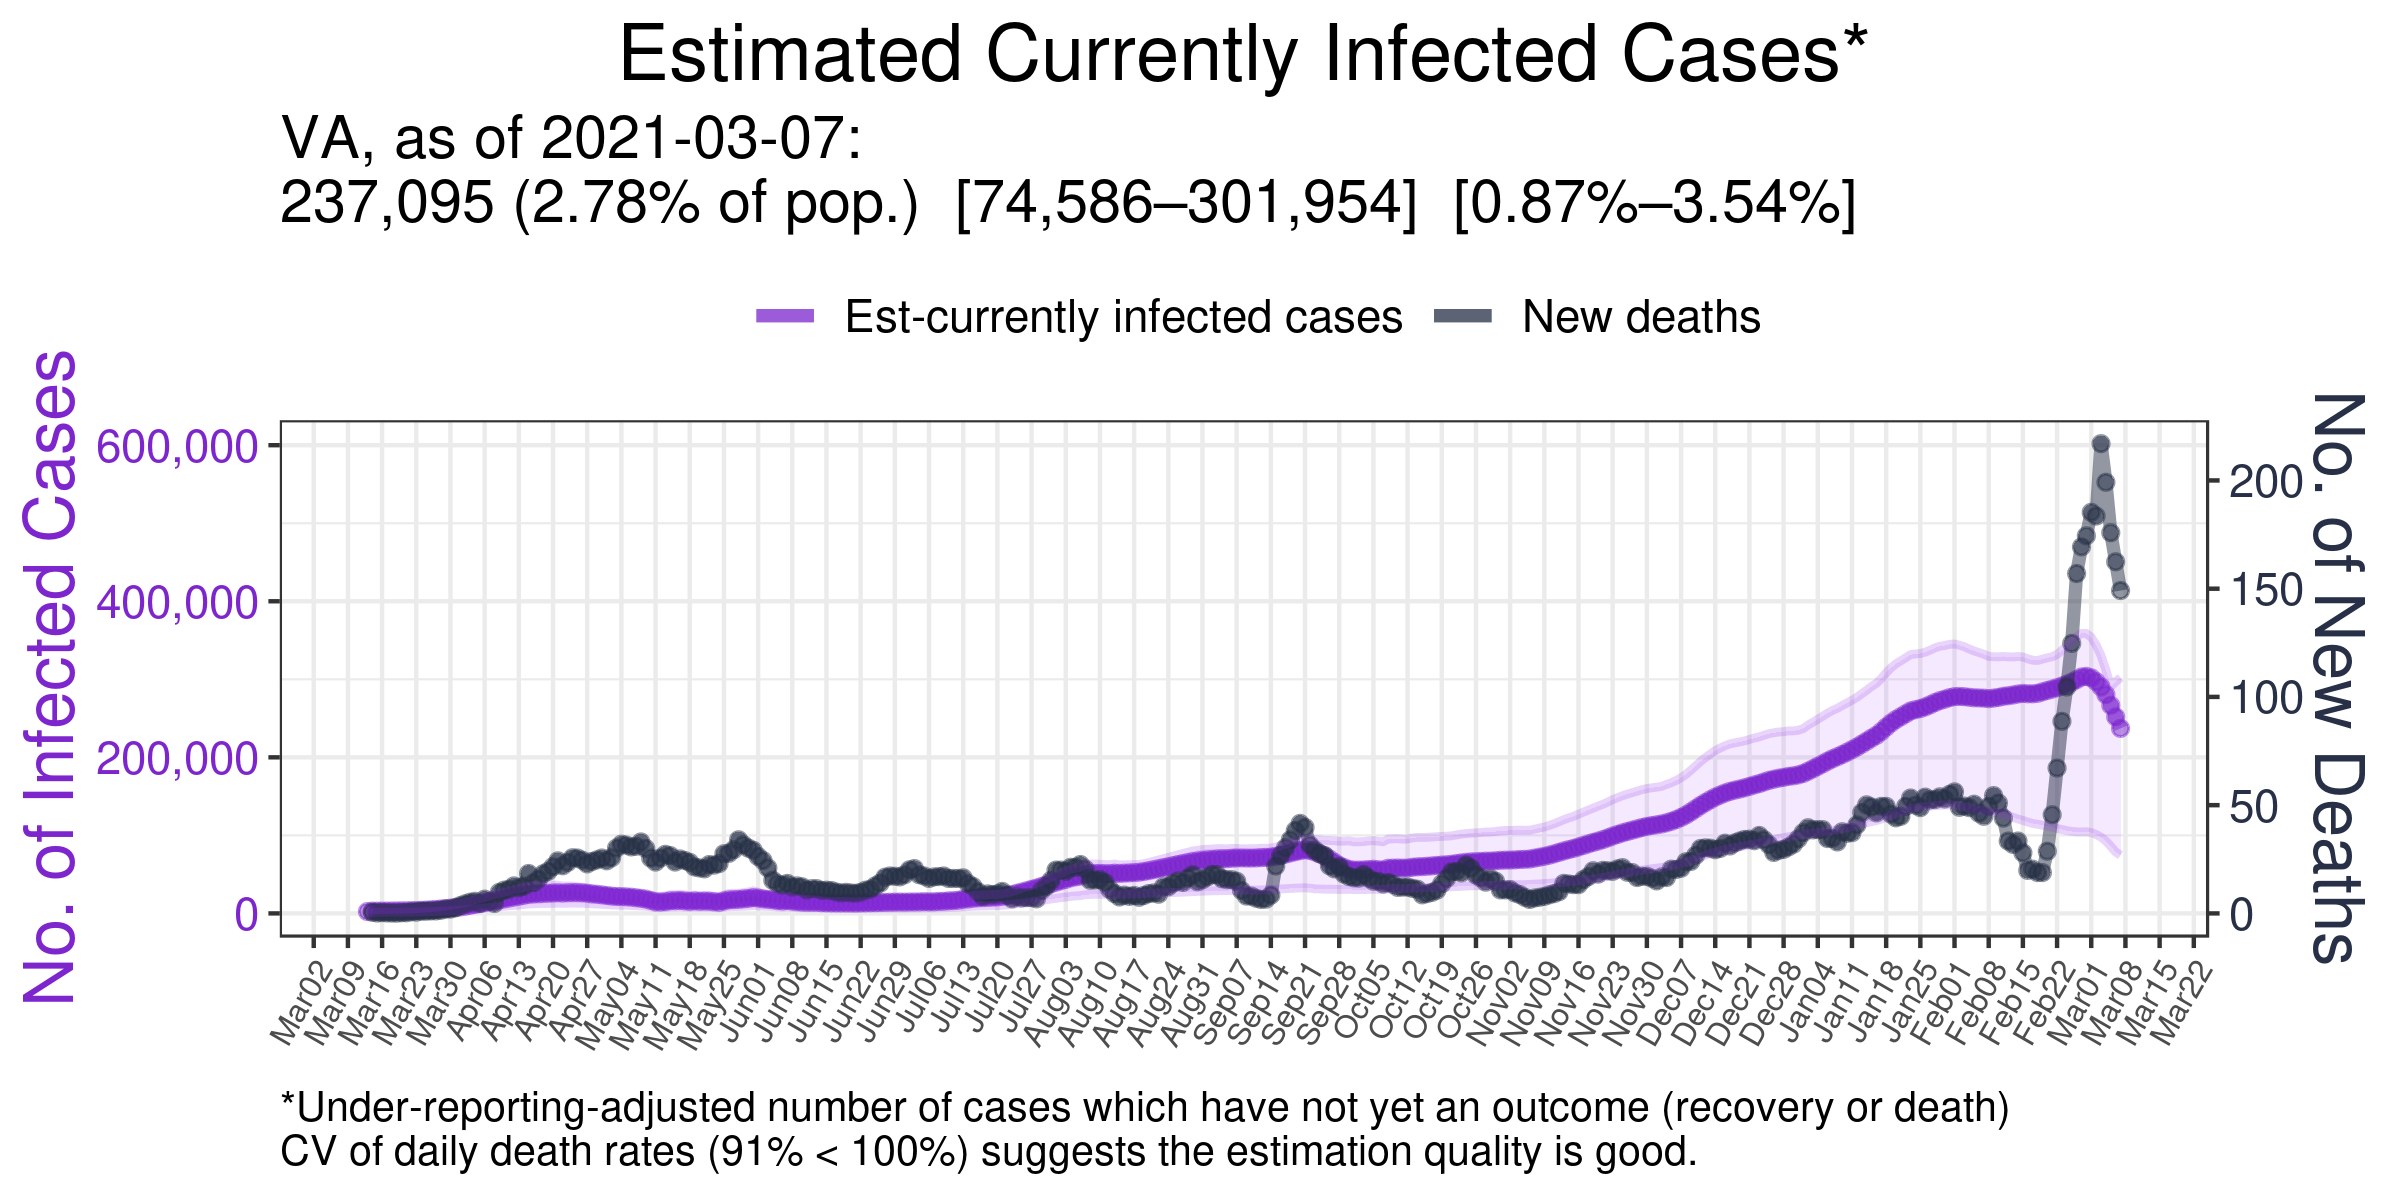 Estimated Currently Infected Cases*
VA, as of 2021-03-07:
237,095 (2.78% of pop.)  [74,586–301,954]  [0.87%–3.54%]
Est-currently infected cases
New deaths
No. of Infected Cases
600,000
400,000
200,000
0
No. of New Deaths
200
150
100
50
0
Mar02
Mar09
Mar16
Mar23
Mar30
Apr06
Apr13
Apr20
Apr27
May04
May11
May18
May25
Jun01
Jun08
Jun15
Jun22
Jun29
Jul06
Jul13
Jul20
Jul27
Aug03
Aug10
Aug17
Aug24
Aug31
Sep07
Sep14
Sep21
Sep28
Oct05
Oct12
Oct19
Oct26
Nov02
Nov09
Nov16
Nov23
Nov30
Dec07
Dec14
Dec21
Dec28
Jan04
Jan11
Jan18
Jan25
Feb01
Feb08
Feb15
Feb22
Mar01
Mar08
Mar15
Mar22
*Under-reporting-adjusted number of cases which have not yet an outcome (recovery or death)
CV of daily death rates (91% < 100%) suggests the estimation quality is good.